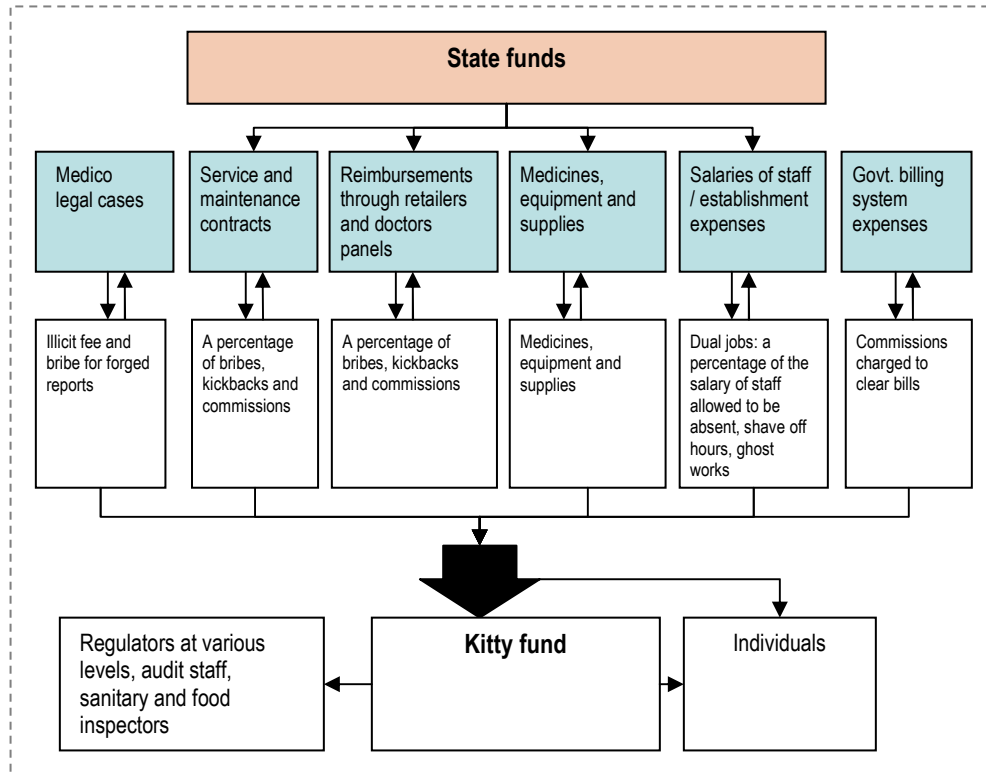 State funds
Medico
legal cases
Service and
maintenance
contracts
Reimbursements
through retailers
and doctors
panels
Medicines,
equipment and
supplies
Salaries of staff
/ establishment
expenses
Govt. billing
system
expenses
Illicit fee and
bribe for forged
reports
A percentage
of bribes,
kickbacks and
commissions
A percentage of
bribes, kickbacks
and commissions
Medicines,
equipment and
supplies
Dual jobs: a
percentage of the
salary of staff
allowed to be
absent, shave off
hours, ghost
works
Commissions
charged to
clear bills
Regulators at various
levels, audit staff,
sanitary and food
inspectors
Kitty fund
Individuals